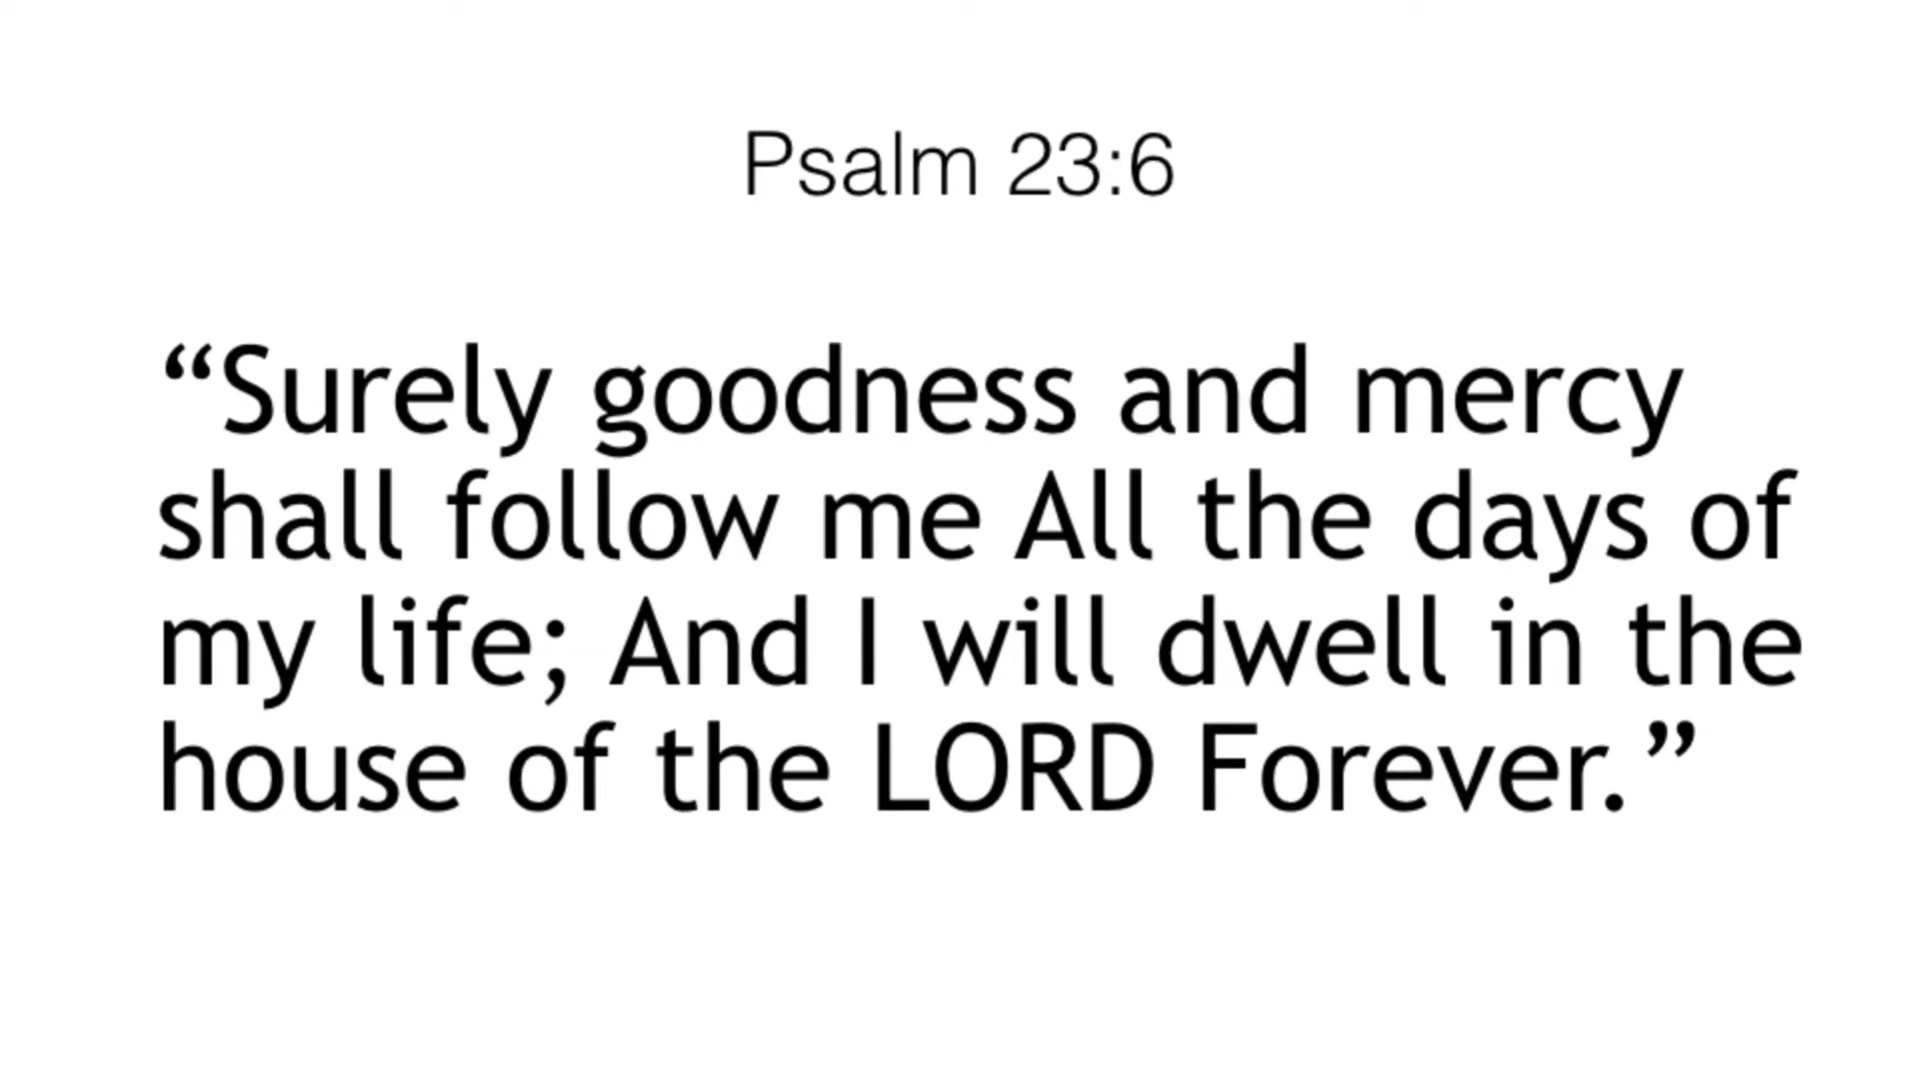 Psalm 23:6
“Surely goodness and mercy
shall follow me All the days of
my life; And I will dwell in the
house of the LORD Forever.”